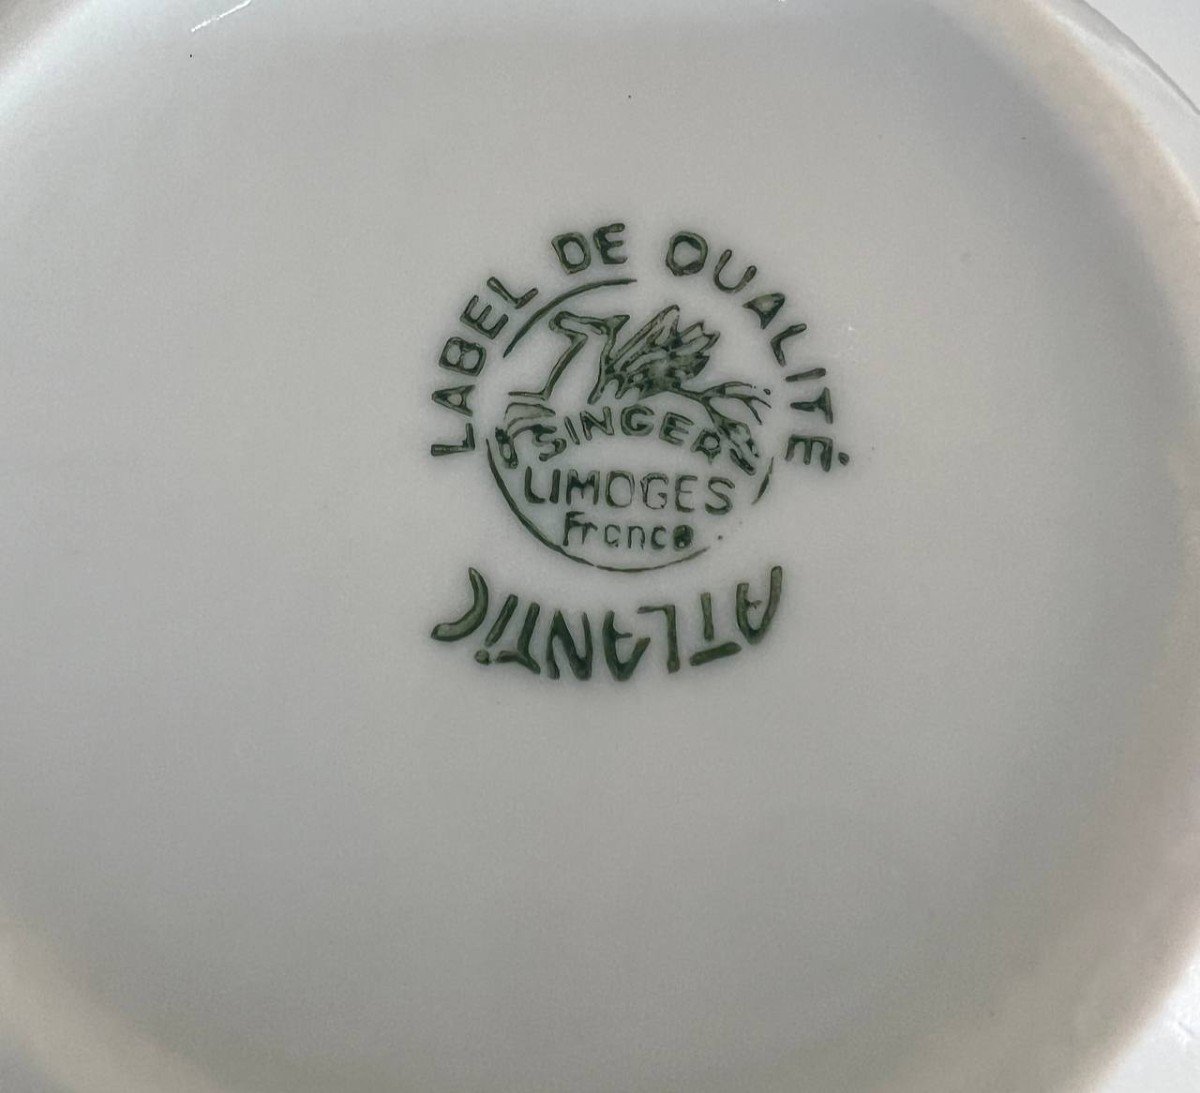 LABEL DE QUALITÉ
SINGER
LIMOGES
France
ATLANTIC